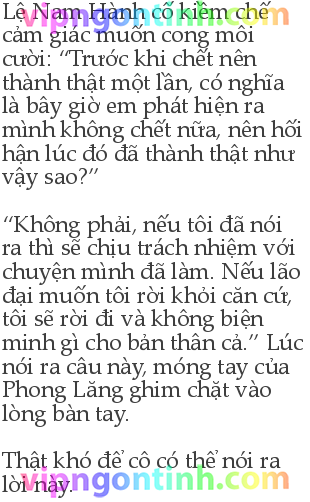 Lệ Nam Hành cố kiềm chế
cảm giác muốn cong môi
cười: “Trước khi chết nên
thành thật một lần, có nghĩa
là bây giờ em phát hiện ra
mình không chết nữa, nên hối
hận lúc đó đã thành thật như
vậy sao?”
“Không phải, nếu tôi đã nói
ra thì sẽ chịu trách nhiệm với
chuyện mình đã làm. Nếu lão
đại muốn tôi rời khỏi căn cứ,
tôi sẽ rời đi và không biện
minh gì cho bản thân cả.” Lúc
nói ra câu này, móng tay của
Phong Lăng ghim chặt vào
lòng bàn tay.
Thật khó để cô có thể nói ra
lời này.
vipngontinh.com
vipngontinh.com
vipngontinh.com